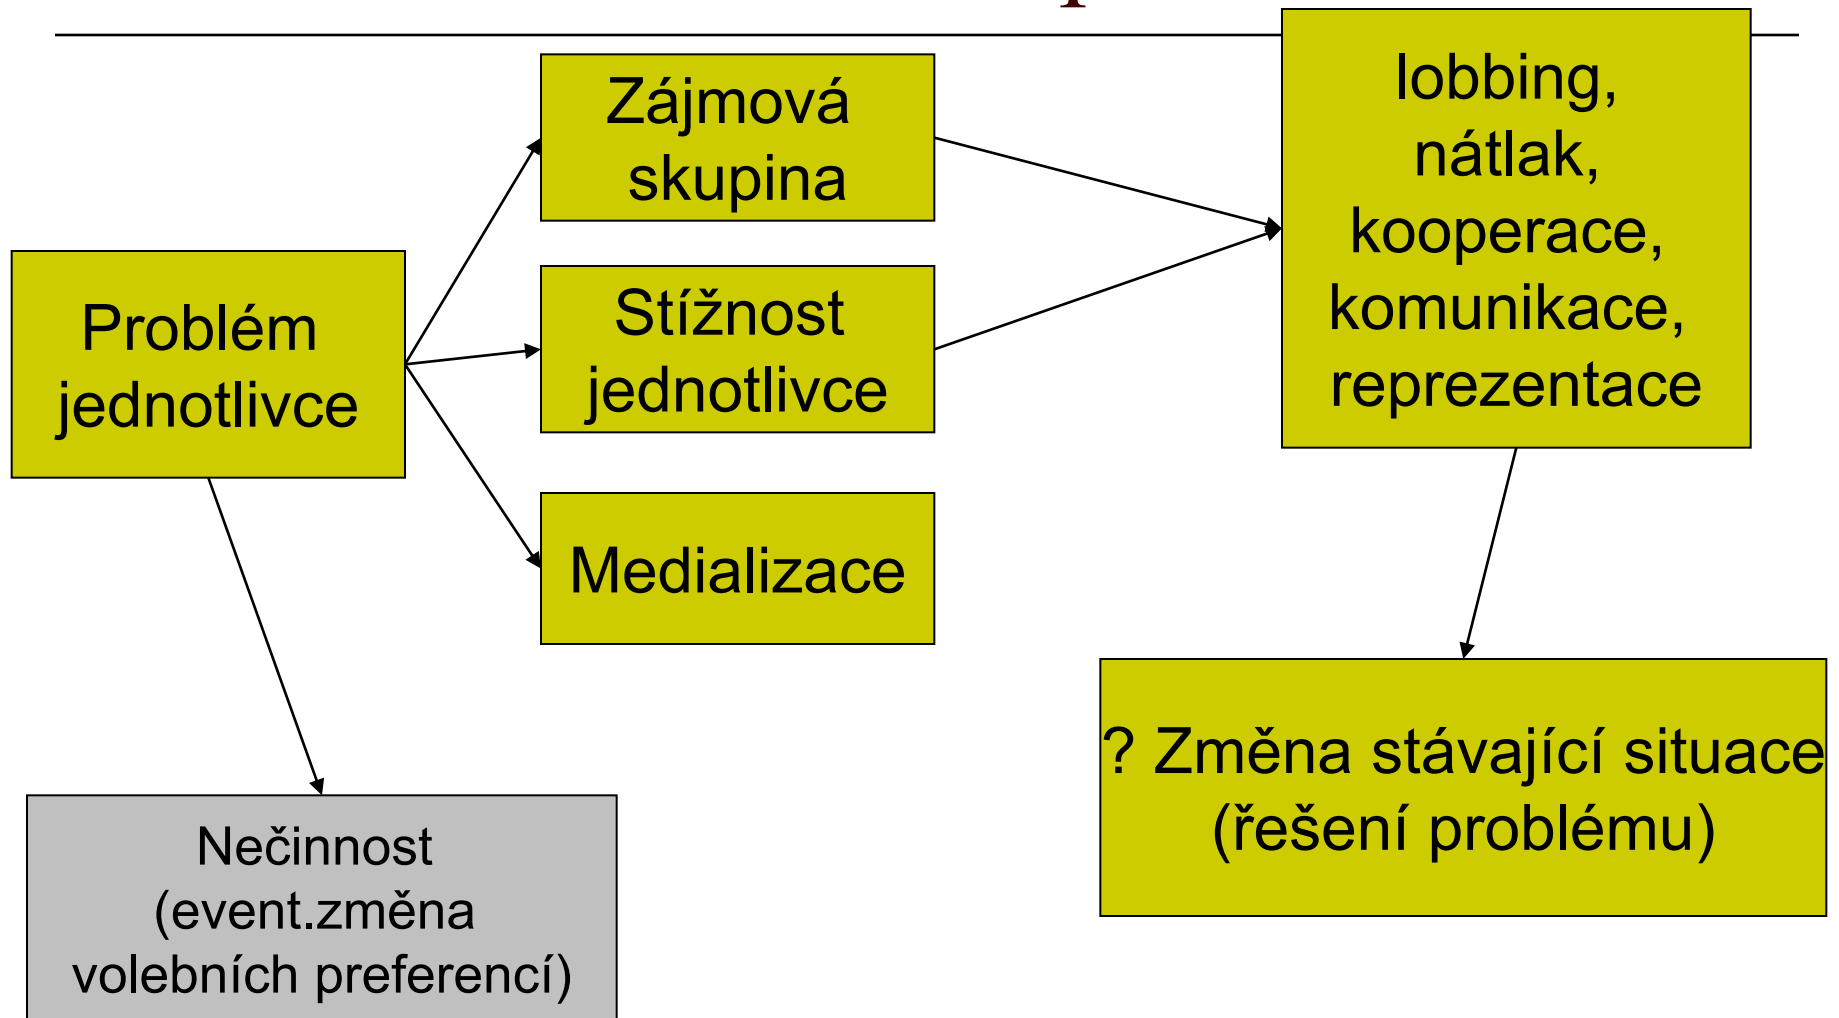 Zájmová
skupina
lobbing,
nátlak,
kooperace,
komunikace,
reprezentace
Problém
jednotlivce
Stížnost
jednotlivce
Medializace
? Změna stávající situace
(řešení problému)
Nečinnost
(event.změna
volebních preferencí)